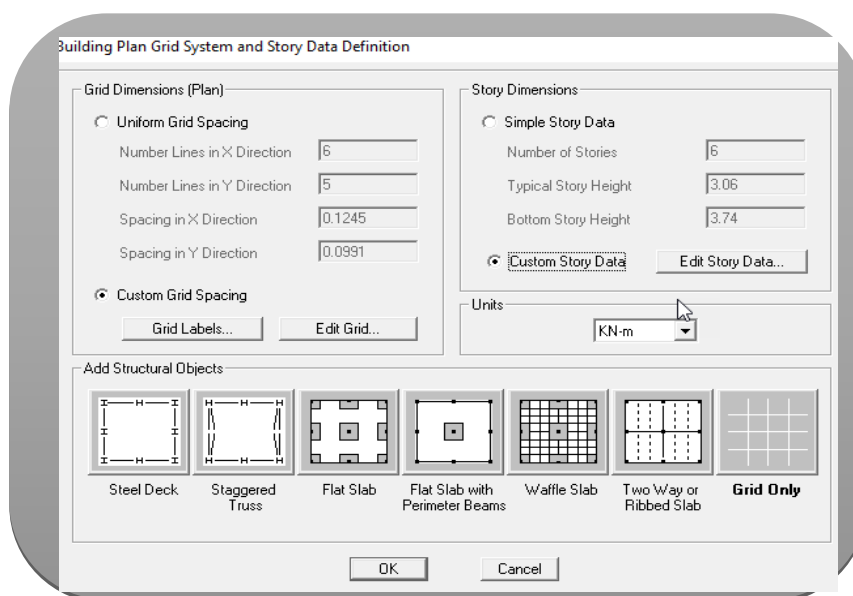 Building Plan Grid System and Story Data Definition
Grid Dimensions (Plan)
Uniform Grid Spacing
Number Lines in X Direction 6
Number Lines in Y Direction 5
Spacing in X Direction 0.1245
Spacing in Y Direction 0.0991
Custom Grid Spacing
Grid Labels... Edit Grid...
Story Dimensions
Simple Story Data
Number of Stories 6
Typical Story Height 3.06
Bottom Story Height 3.74
Custom Story Data Edit Story Data...
Units
KN-m
Add Structural Objects
Steel Deck
Staggered
Truss
Flat Slab
Flat Slab with
Perimeter Beams
Waffle Slab
Two Way or
Ribbed Slab
Grid Only
OK Cancel